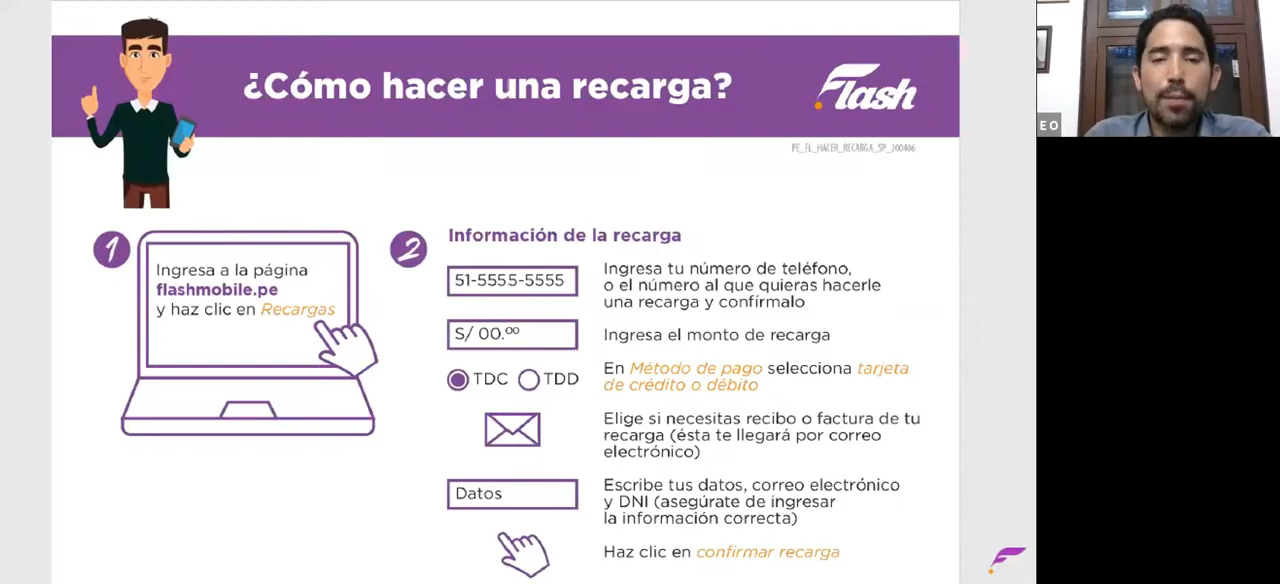 ¿Cómo hacer una recarga?
Flash
PE_FL_HACER_RECARGA_SP_200406
EO
1
Ingresa a la página
flashmobile.pe
y haz clic en Recargas
2
Información de la recarga
51-5555-5555
Ingresa tu número de teléfono,
o el número al que quieras hacerle
una recarga y confírmalo
S/ 00.00
Ingresa el monto de recarga
TDC TDD
En Método de pago selecciona tarjeta
de crédito o débito
Elige si necesitas recibo o factura de tu
recarga (ésta te llegará por correo
electrónico)
Datos
Escribe tus datos, correo electrónico
y DNI (asegúrate de ingresar
la información correcta)
Haz clic en confirmar recarga